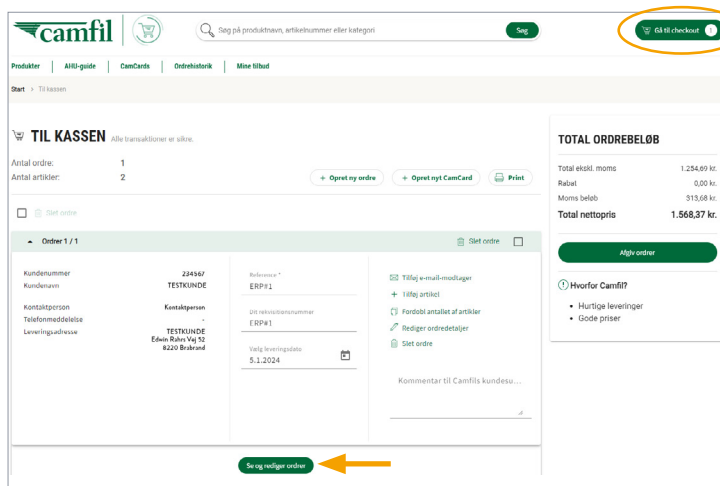 camfil
Søg på produktnavn, artikelnummer eller kategori
Søg
Gå til checkout 1
Produkter
AHU-guide
CamCards
Ordrehistorik
Mine tilbud
Start > Til kassen
TIL KASSEN Alle transaktioner er sikre.
Antal ordre: 1
Antal artikler: 2
+ Opret ny ordre
+ Opret nyt CamCard
Print
Slet ordre
Ordrer 1 / 1
Slet ordre
Kundenummer 234567
Kundenavn TESTKUNDE
Kontaktperson Kontaktperson
Telefonmeddelelse -
Leveringsadresse TESTKUNDE
Edwin Rahrs Vej 52
8220 Brabrand
Reference *
ERP#1
Dit rekvisitionsnummer
ERP#1
Vælg leveringsdato
5.1.2024
Tilføj e-mail-modtager
+ Tilføj artikel
Fordobl antallet af artikler
Rediger ordredetaljer
Slet ordre
Kommentar til Camfils kundesu...
Se og rediger ordrer
TOTAL ORDREBELØB
Total ekskl. moms 1.254,69 kr.
Rabat 0,00 kr.
Moms beløb 313,68 kr.
Total nettopris 1.568,37 kr.
Afgiv ordrer
Hvorfor Camfil?
• Hurtige leveringer
• Gode priser